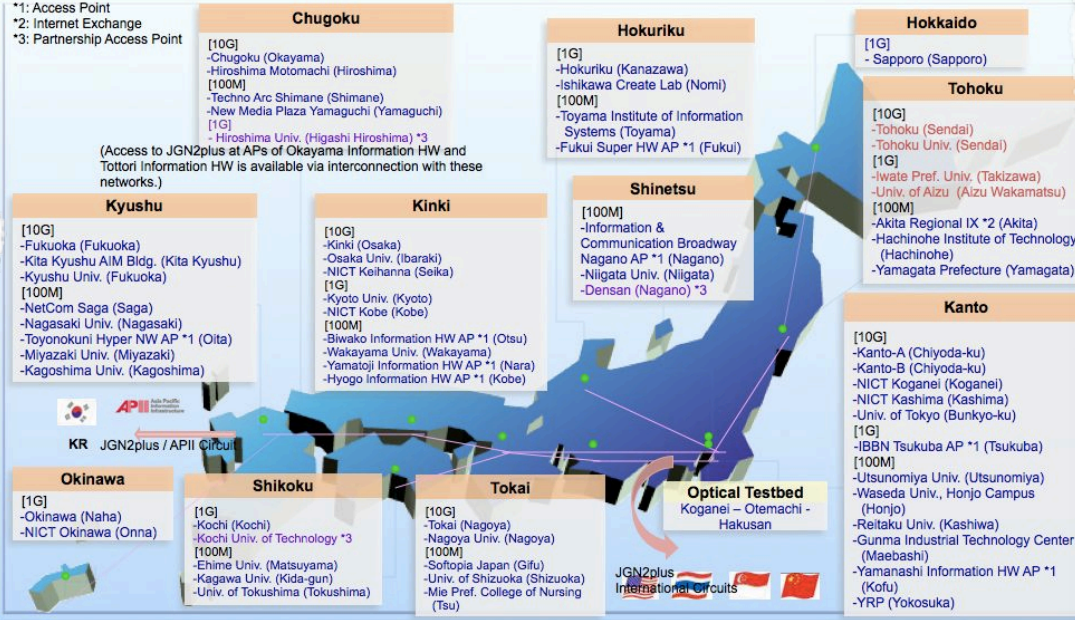 *1: Access Point
*2: Internet Exchange
*3: Partnership Access Point
Chugoku
[10G]
-Chugoku (Okayama)
-Hiroshima Motomachi (Hiroshima)
[100M]
-Techno Arc Shimane (Shimane)
-New Media Plaza Yamaguchi (Yamaguchi)
[1G]
- Hiroshima Univ. (Higashi Hiroshima) *3
(Access to JGN2plus at APs of Okayama Information HW and
Tottori Information HW is available via interconnection with these
networks.)
Hokuriku
[1G]
-Hokuriku (Kanazawa)
-Ishikawa Create Lab (Nomi)
[100M]
-Toyama Institute of Information
Systems (Toyama)
-Fukui Super HW AP *1 (Fukui)
Hokkaido
[1G]
- Sapporo (Sapporo)
Tohoku
[10G]
-Tohoku (Sendai)
-Tohoku Univ. (Sendai)
[1G]
-Iwate Pref. Univ. (Takizawa)
-Univ. of Aizu (Aizu Wakamatsu)
[100M]
-Akita Regional IX *2 (Akita)
-Hachinohe Institute of Technology
(Hachinohe)
-Yamagata Prefecture (Yamagata)
Kyushu
[10G]
-Fukuoka (Fukuoka)
-Kita Kyushu AIM Bldg. (Kita Kyushu)
-Kyushu Univ. (Fukuoka)
[100M]
-NetCom Saga (Saga)
-Nagasaki Univ. (Nagasaki)
-Toyonokuni Hyper NW AP *1 (Oita)
-Miyazaki Univ. (Miyazaki)
-Kagoshima Univ. (Kagoshima)
Kinki
[10G]
-Kinki (Osaka)
-Osaka Univ. (Ibaraki)
-NICT Keihanna (Seika)
[1G]
-Kyoto Univ. (Kyoto)
-NICT Kobe (Kobe)
[100M]
-Biwako Information HW AP *1 (Otsu)
-Wakayama Univ. (Wakayama)
-Yamatoji Information HW AP *1 (Nara)
-Hyogo Information HW AP *1 (Kobe)
Shinetsu
[100M]
-Information &
Communication Broadway
Nagano AP *1 (Nagano)
-Niigata Univ. (Niigata)
-Densan (Nagano) *3
Kanto
[10G]
-Kanto-A (Chiyoda-ku)
-Kanto-B (Chiyoda-ku)
-NICT Koganei (Koganei)
-NICT Kashima (Kashima)
-Univ. of Tokyo (Bunkyo-ku)
[1G]
-IBBN Tsukuba AP *1 (Tsukuba)
[100M]
-Utsunomiya Univ. (Utsunomiya)
-Waseda Univ., Honjo Campus
(Honjo)
-Reitaku Univ. (Kashiwa)
-Gunma Industrial Technology Center
(Maebashi)
-Yamanashi Information HW AP *1
(Kofu)
-YRP (Yokosuka)
APII Asia Pacific
Information
Infrastructure
KR JGN2plus / APII Circuit
Okinawa
[1G]
-Okinawa (Naha)
-NICT Okinawa (Onna)
Shikoku
[1G]
-Kochi (Kochi)
-Kochi Univ. of Technology *3
[100M]
-Ehime Univ. (Matsuyama)
-Kagawa Univ. (Kida-gun)
-Univ. of Tokushima (Tokushima)
Tokai
[10G]
-Tokai (Nagoya)
-Nagoya Univ. (Nagoya)
[100M]
-Softopia Japan (Gifu)
-Univ. of Shizuoka (Shizuoka)
-Mie Pref. College of Nursing
(Tsu)
Optical Testbed
Koganei – Otemachi -
Hakusan
JGN2plus
International Circuits